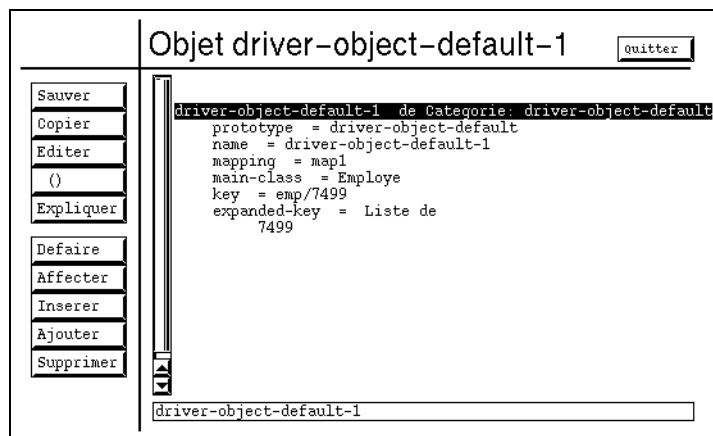 Objet driver-object-default-1
Quitter
Sauver
Copier
Editer
()
Expliquer
Defaire
Affecter
Inserer
Ajouter
Supprimer
driver-object-default-1 de Categorie: driver-object-default
prototype = driver-object-default
name = driver-object-default-1
mapping = map1
main-class = Employe
key = emp/7499
expanded-key = Liste de
7499
driver-object-default-1